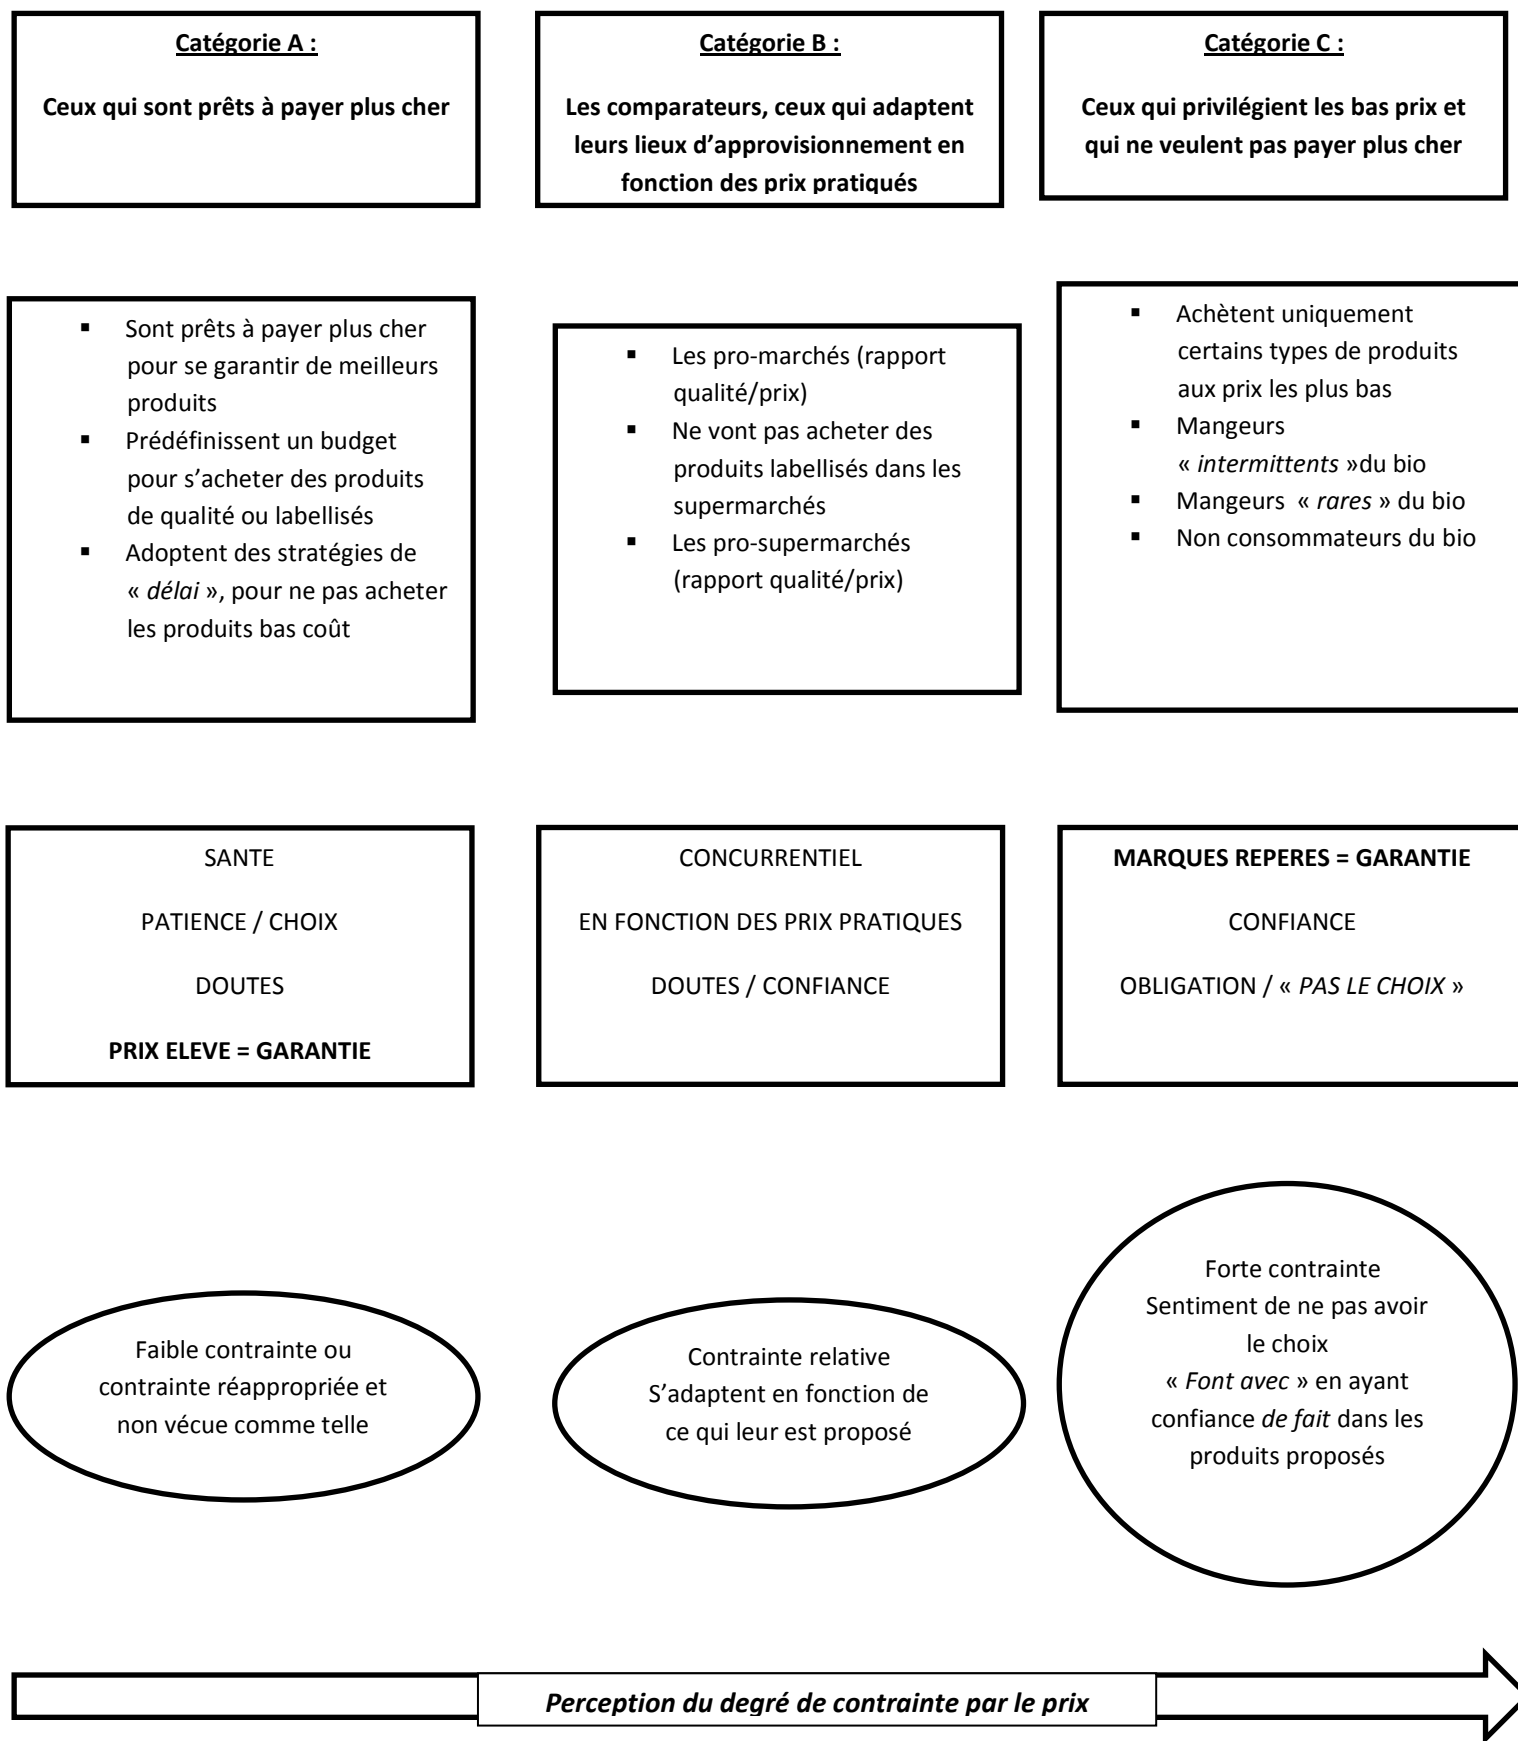 Catégorie A :
Ceux qui sont prêts à payer plus cher
Catégorie B :
Les comparateurs, ceux qui adaptent
leurs lieux d’approvisionnement en
fonction des prix pratiqués
Catégorie C :
Ceux qui privilégient les bas prix et
qui ne veulent pas payer plus cher
▪ Sont prêts à payer plus cher
pour se garantir de meilleurs
produits
▪ Prédéfinissent un budget
pour s’acheter des produits
de qualité ou labellisés
▪ Adoptent des stratégies de
« délai », pour ne pas acheter
les produits bas coût
▪ Les pro-marchés (rapport
qualité/prix)
▪ Ne vont pas acheter des
produits labellisés dans les
supermarchés
▪ Les pro-supermarchés
(rapport qualité/prix)
▪ Achètent uniquement
certains types de produits
aux prix les plus bas
▪ Mangeurs
« intermittents »du bio
▪ Mangeurs « rares » du bio
▪ Non consommateurs du bio
SANTE
PATIENCE / CHOIX
DOUTES
PRIX ELEVE = GARANTIE
CONCURRENTIEL
EN FONCTION DES PRIX PRATIQUES
DOUTES / CONFIANCE
MARQUES REPERES = GARANTIE
CONFIANCE
OBLIGATION / « PAS LE CHOIX »
Faible contrainte ou
contrainte réappropriée et
non vécue comme telle
Contrainte relative
S’adaptent en fonction de
ce qui leur est proposé
Forte contrainte
Sentiment de ne pas avoir
le choix
« Font avec » en ayant
confiance de fait dans les
produits proposés
Perception du degré de contrainte par le prix